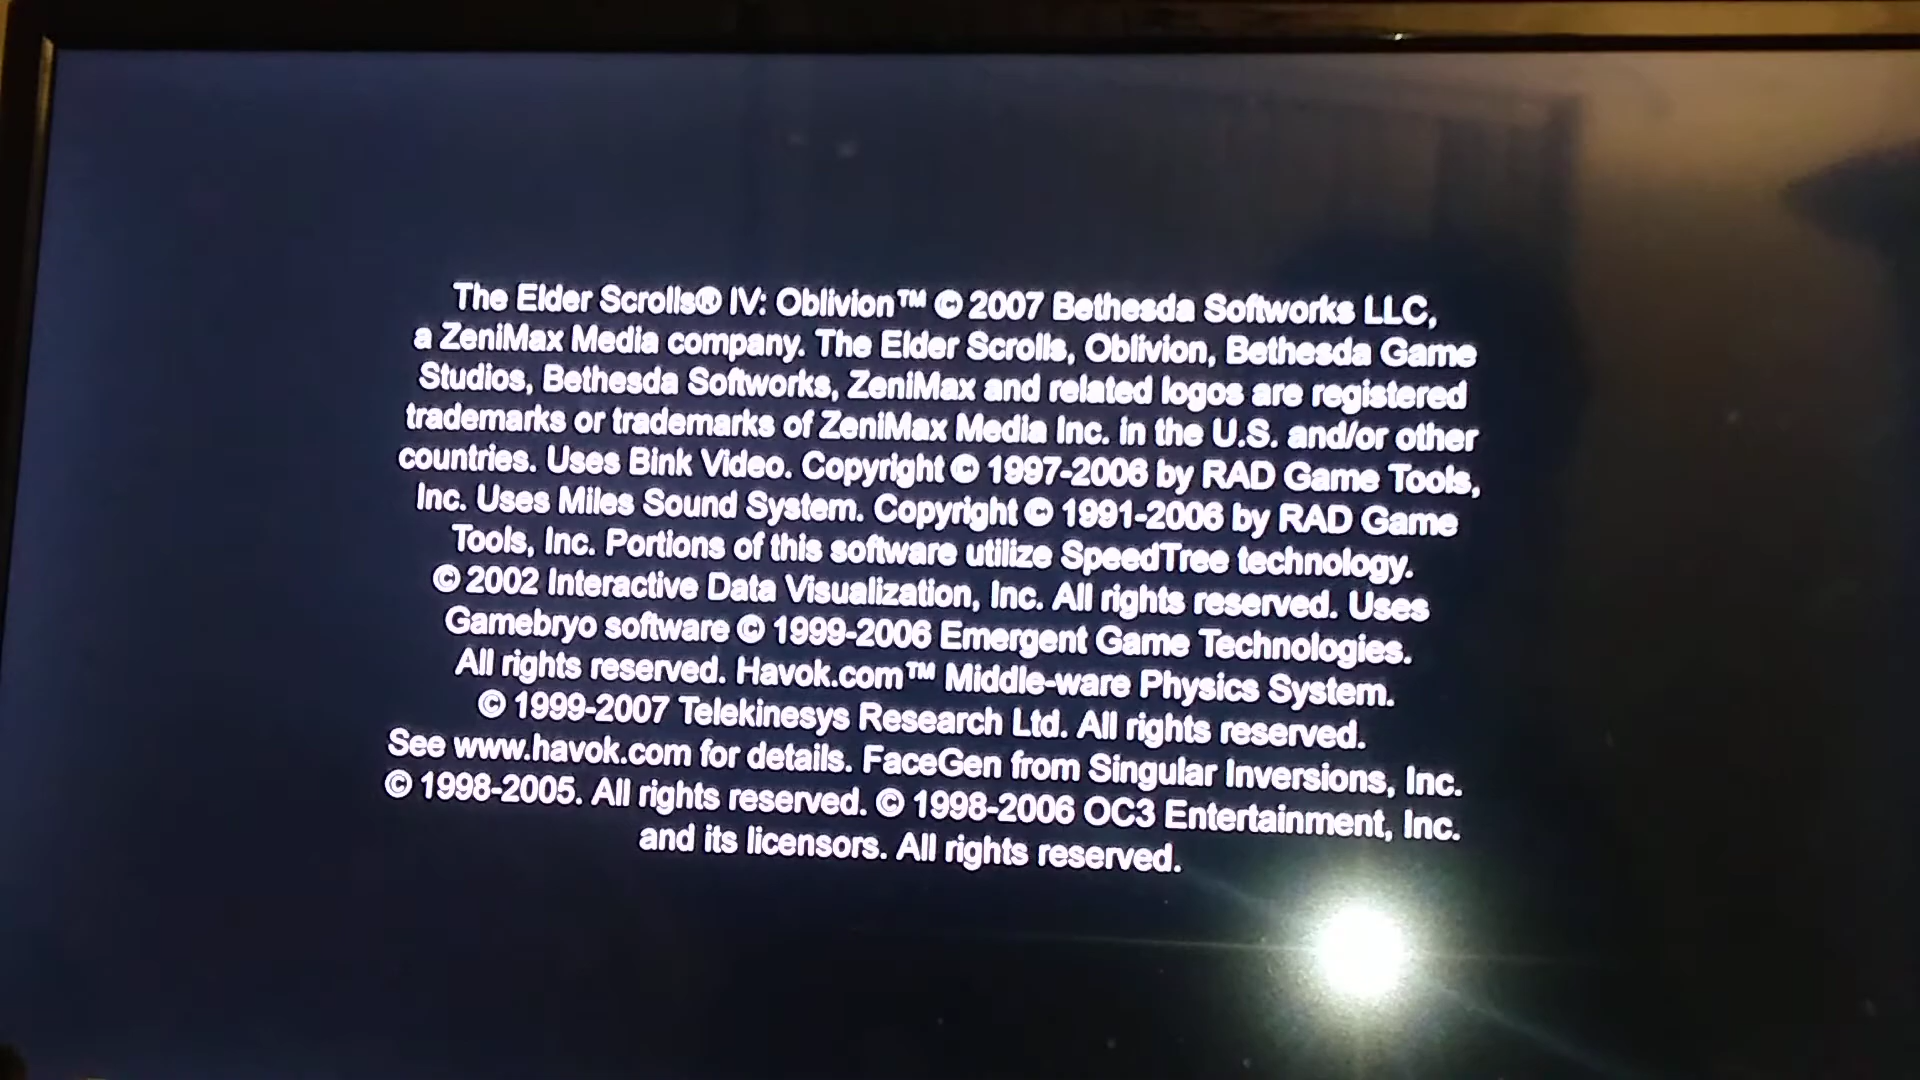 The Elder Scrolls® IV: Oblivion™ © 2007 Bethesda Softworks LLC,
a ZeniMax Media company. The Elder Scrolls, Oblivion, Bethesda Game
Studios, Bethesda Softworks, ZeniMax and related logos are registered
trademarks or trademarks of ZeniMax Media Inc. in the U.S. and/or other
countries. Uses Bink Video. Copyright © 1997-2006 by RAD Game Tools,
Inc. Uses Miles Sound System. Copyright © 1991-2006 by RAD Game
Tools, Inc. Portions of this software utilize SpeedTree technology.
© 2002 Interactive Data Visualization, Inc. All rights reserved. Uses
Gamebryo software © 1999-2006 Emergent Game Technologies.
All rights reserved. Havok.com™ Middle-ware Physics System.
© 1999-2007 Telekinesys Research Ltd. All rights reserved.
See www.havok.com for details. FaceGen from Singular Inversions, Inc.
© 1998-2005. All rights reserved. © 1998-2006 OC3 Entertainment, Inc.
and its licensors. All rights reserved.